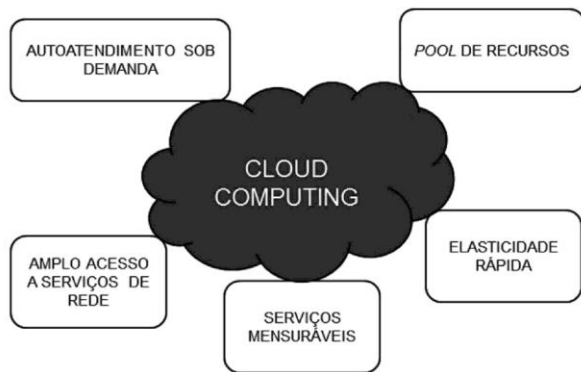 AUTOATENDIMENTO SOB
DEMANDA
POOL DE RECURSOS
CLOUD
COMPUTING
AMPLO ACESSO
A SERVIÇOS DE
REDE
SERVIÇOS
MENSURÁVEIS
ELASTICIDADE
RÁPIDA